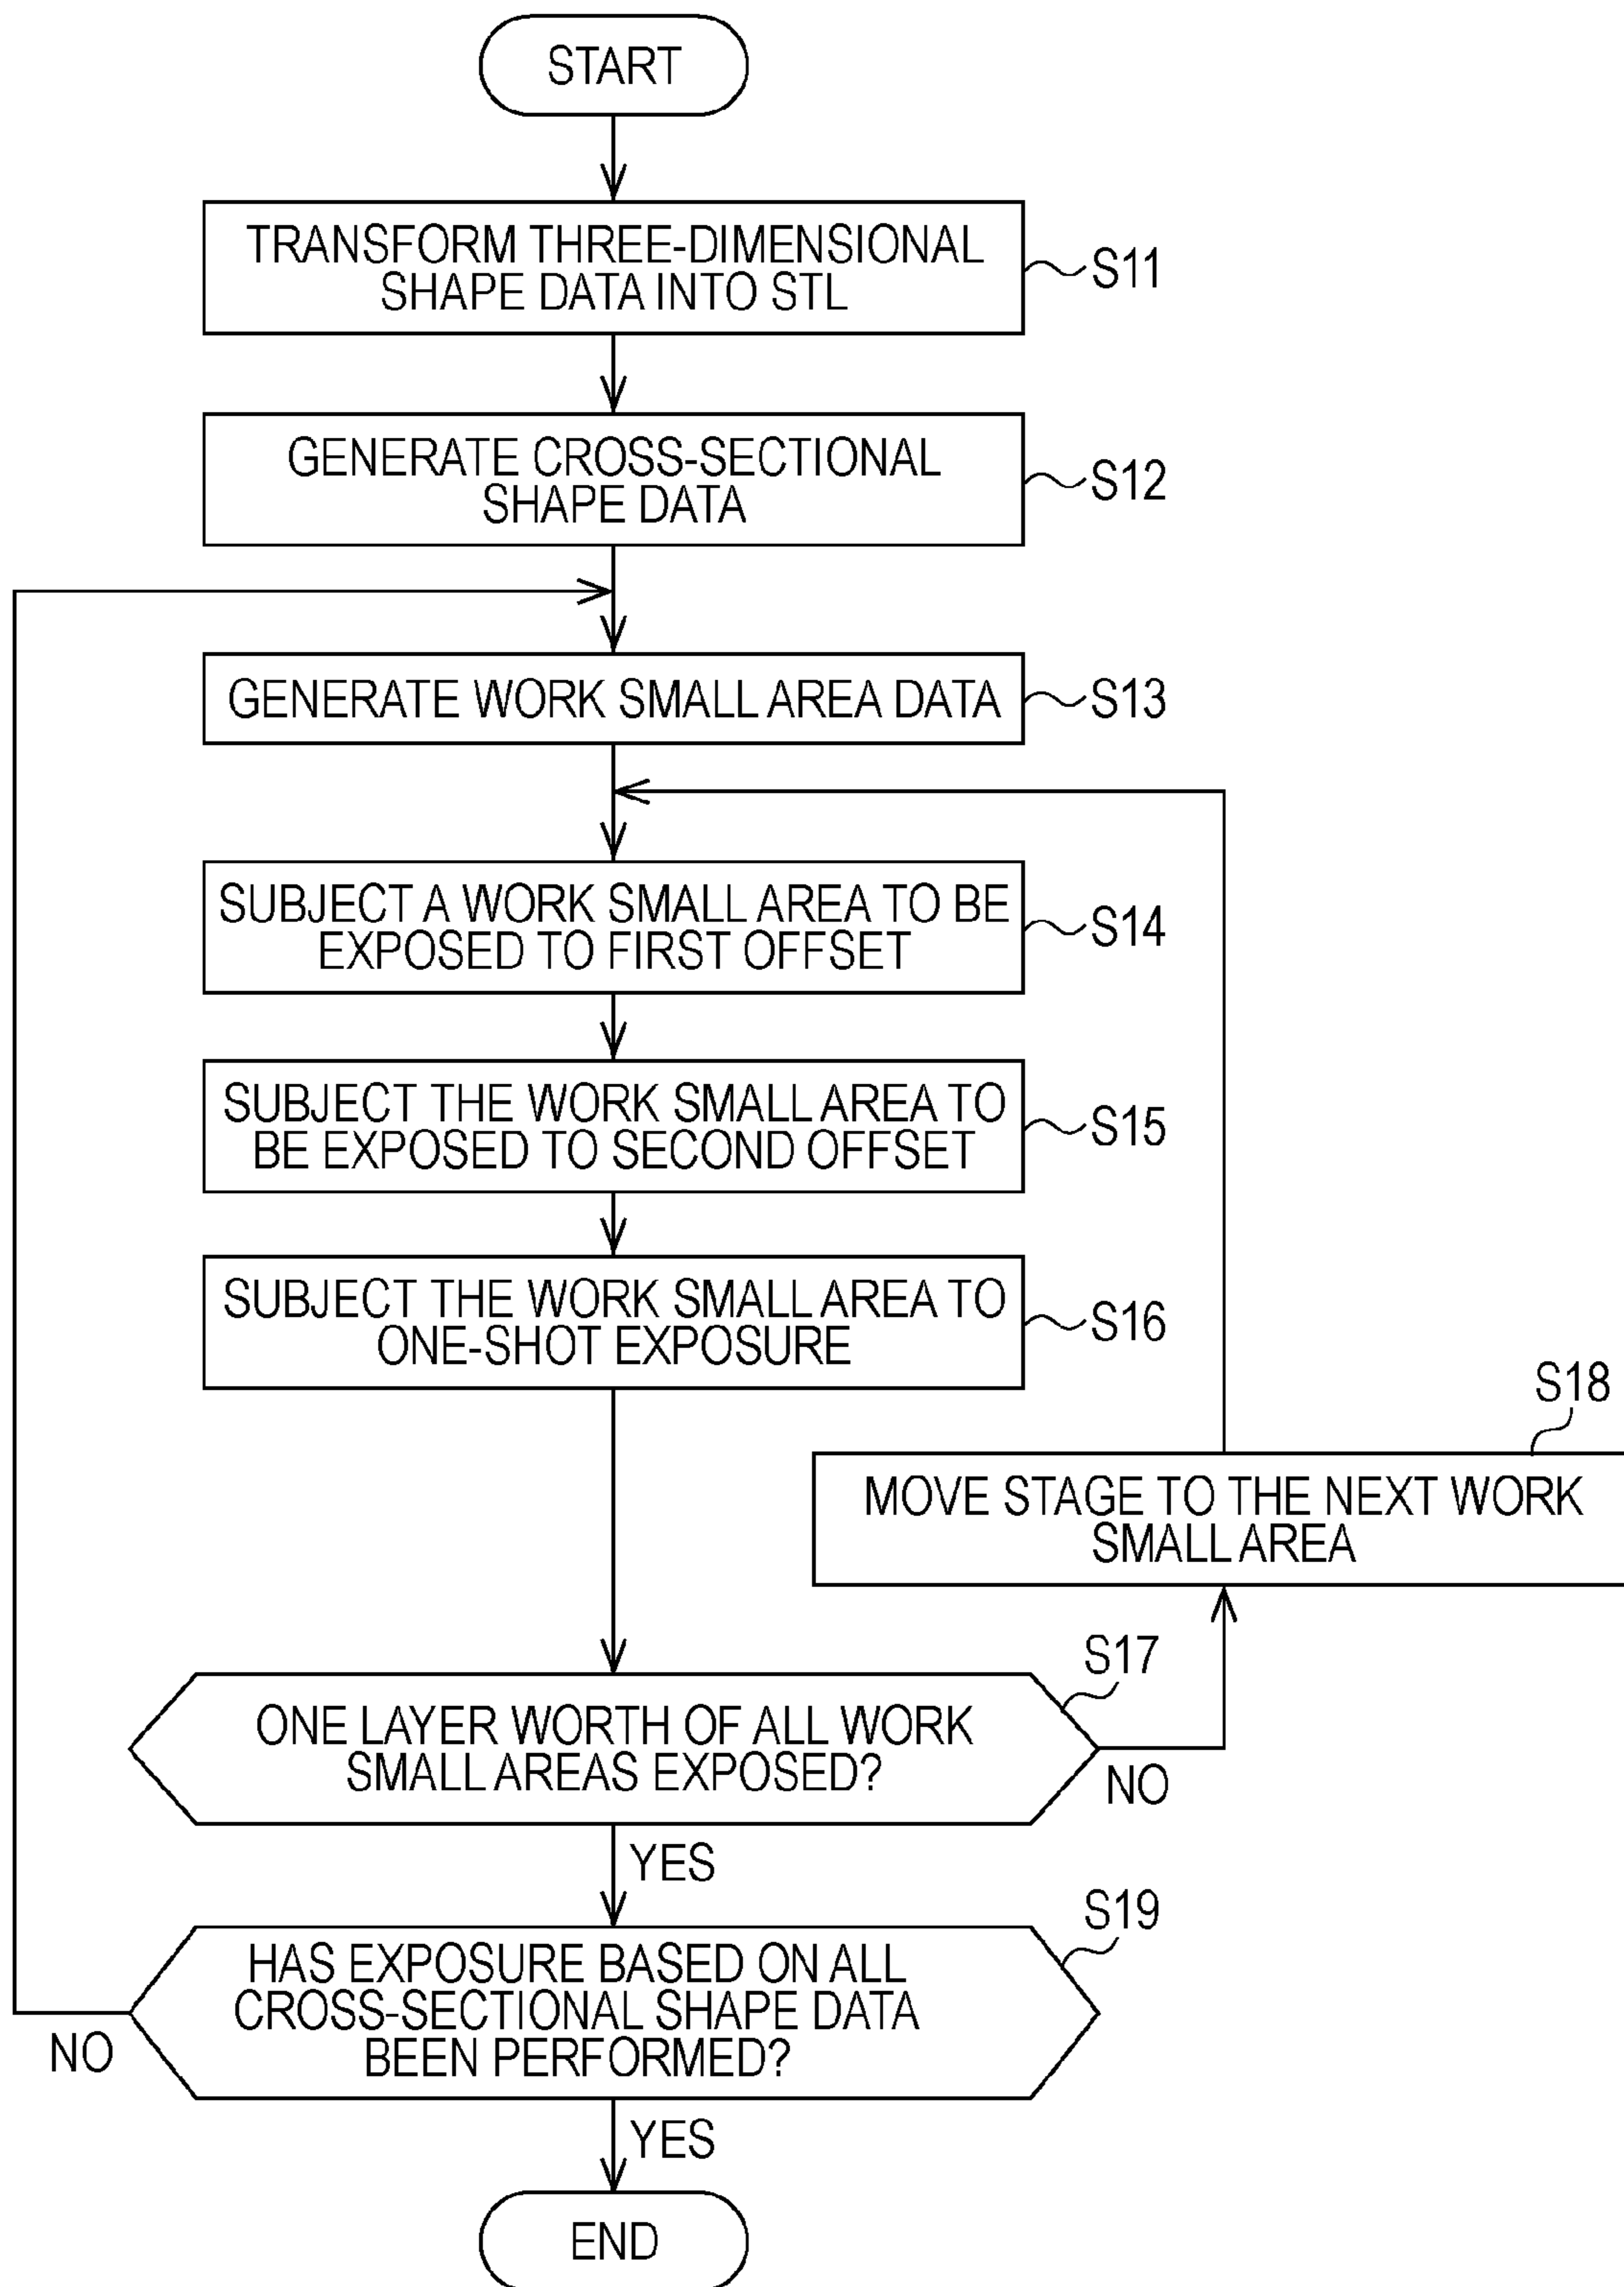 START
TRANSFORM THREE-DIMENSIONAL
SHAPE DATA INTO STL
S11
GENERATE CROSS-SECTIONAL
SHAPE DATA
S12
GENERATE WORK SMALL AREA DATA
S13
SUBJECT A WORK SMALL AREA TO BE
EXPOSED TO FIRST OFFSET
S14
SUBJECT THE WORK SMALL AREA TO
BE EXPOSED TO SECOND OFFSET
S15
SUBJECT THE WORK SMALL AREA TO
ONE-SHOT EXPOSURE
S16
S18
MOVE STAGE TO THE NEXT WORK
SMALL AREA
S17
ONE LAYER WORTH OF ALL WORK
SMALL AREAS EXPOSED?
NO
YES
S19
HAS EXPOSURE BASED ON ALL
CROSS-SECTIONAL SHAPE DATA
BEEN PERFORMED?
NO
YES
END